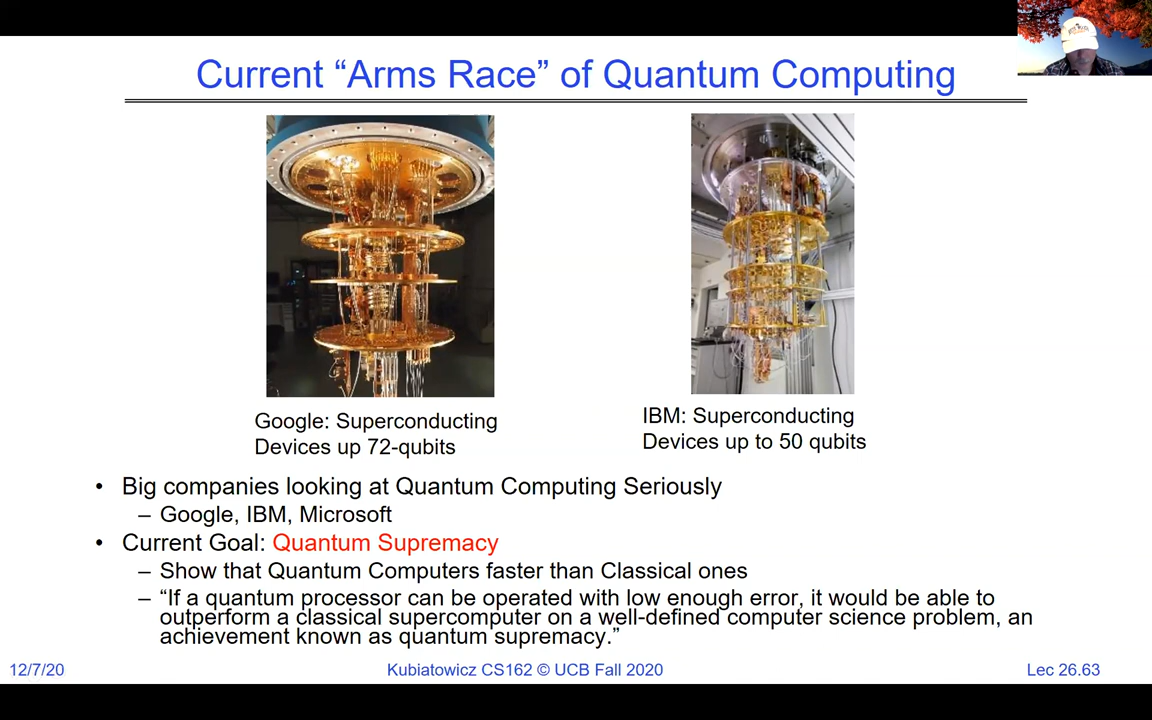 Current “Arms Race” of Quantum Computing
Google: Superconducting
Devices up 72-qubits
IBM: Superconducting
Devices up to 50 qubits
• Big companies looking at Quantum Computing Seriously
– Google, IBM, Microsoft
• Current Goal: Quantum Supremacy
– Show that Quantum Computers faster than Classical ones
– “If a quantum processor can be operated with low enough error, it would be able to
outperform a classical supercomputer on a well-defined computer science problem, an
achievement known as quantum supremacy.”
12/7/20
Kubiatowicz CS162 © UCB Fall 2020
Lec 26.63